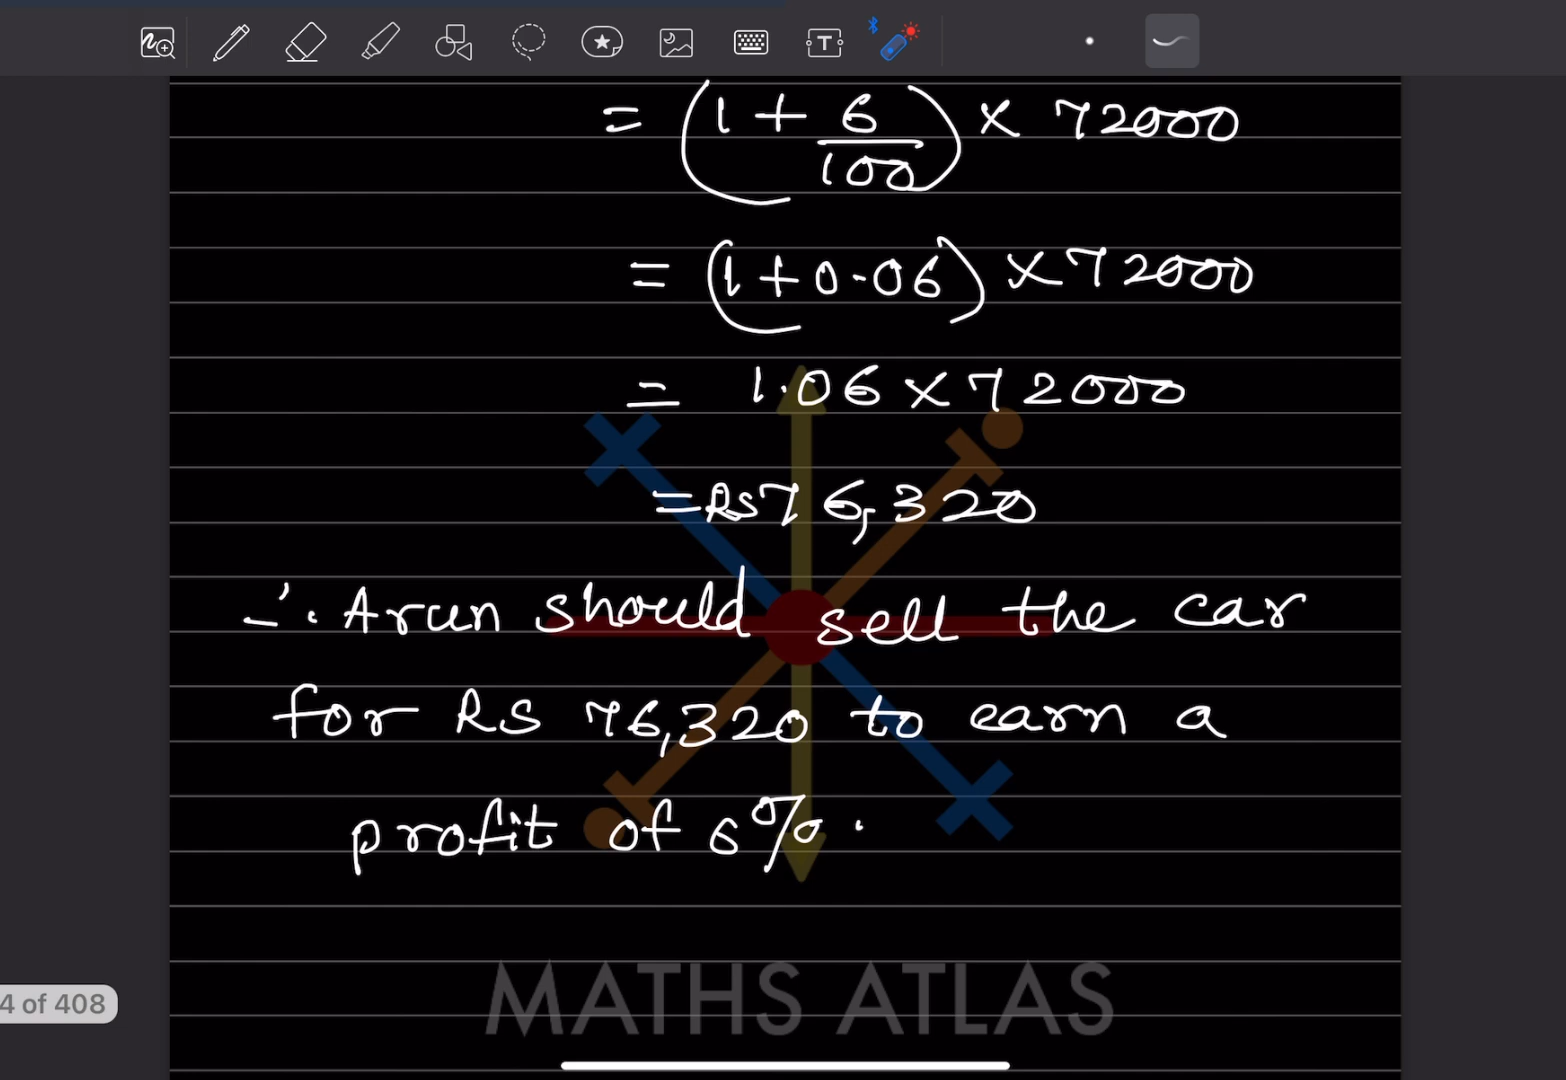 = (1 + 6/100) × 72000
= (1 + 0.06) × 72000
= 1.06 × 72000
= Rs 76,320
∴ Arun should sell the car
for Rs 76,320 to earn a
profit of 6%.
4 of 408
MATHS ATLAS